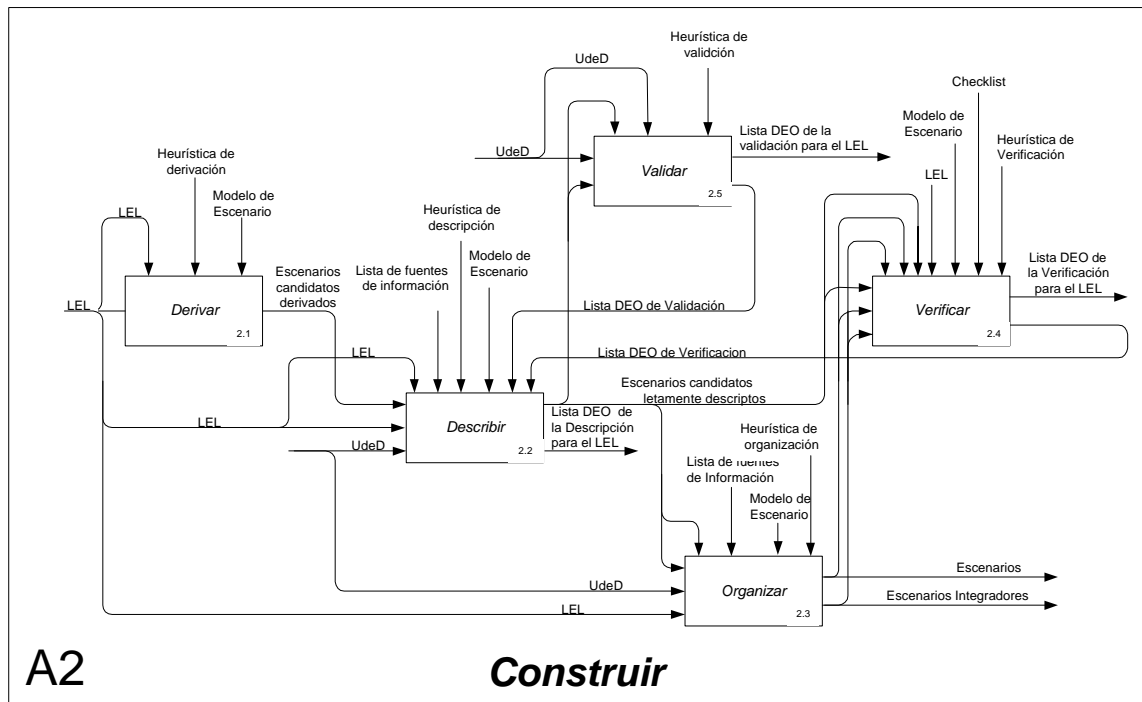 UdeD
Heurística de
validción
Checklist
Modelo de
Escenario
Lista DEO de la
validación para el LEL
Heurística de
Verificación
UdeD
Validar
2.5
LEL
Heurística de
derivación
Modelo de
Escenario
LEL
Heurística de
descripción
Modelo de
Escenario
Lista de fuentes
de información
Escenarios
candidatos
derivados
LEL
Derivar
2.1
Lista DEO de
la Verificación
para el LEL
Verificar
2.4
Lista DEO de Validación
LEL
Lista DEO de Verificacion
Escenarios candidatos
letamente descriptos
LEL
Describir
2.2
Lista DEO de
la Descripción
para el LEL
UdeD
Heurística de
organización
Lista de fuentes
de Información
Modelo de
Escenario
UdeD
LEL
Organizar
2.3
Escenarios
Escenarios Integradores
A2
Construir